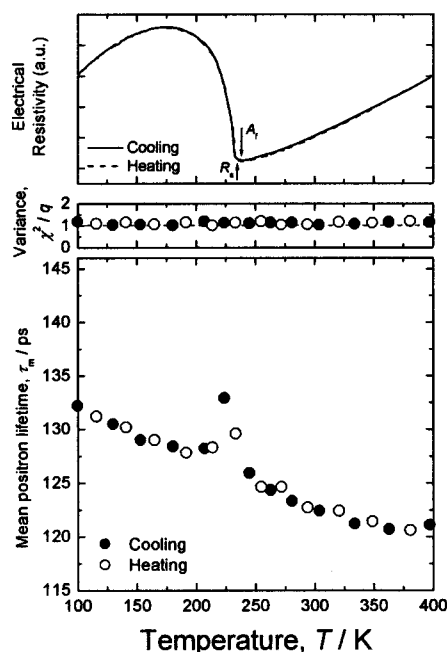 Electrical
Resistivity (a.u.)
Cooling
Heating
A_f
R_s
Variance,
χ² / q
2
1
0
Mean positron lifetime, τ_m / ps
145
140
135
130
125
120
115
Cooling
Heating
100 150 200 250 300 350 400
Temperature, T / K